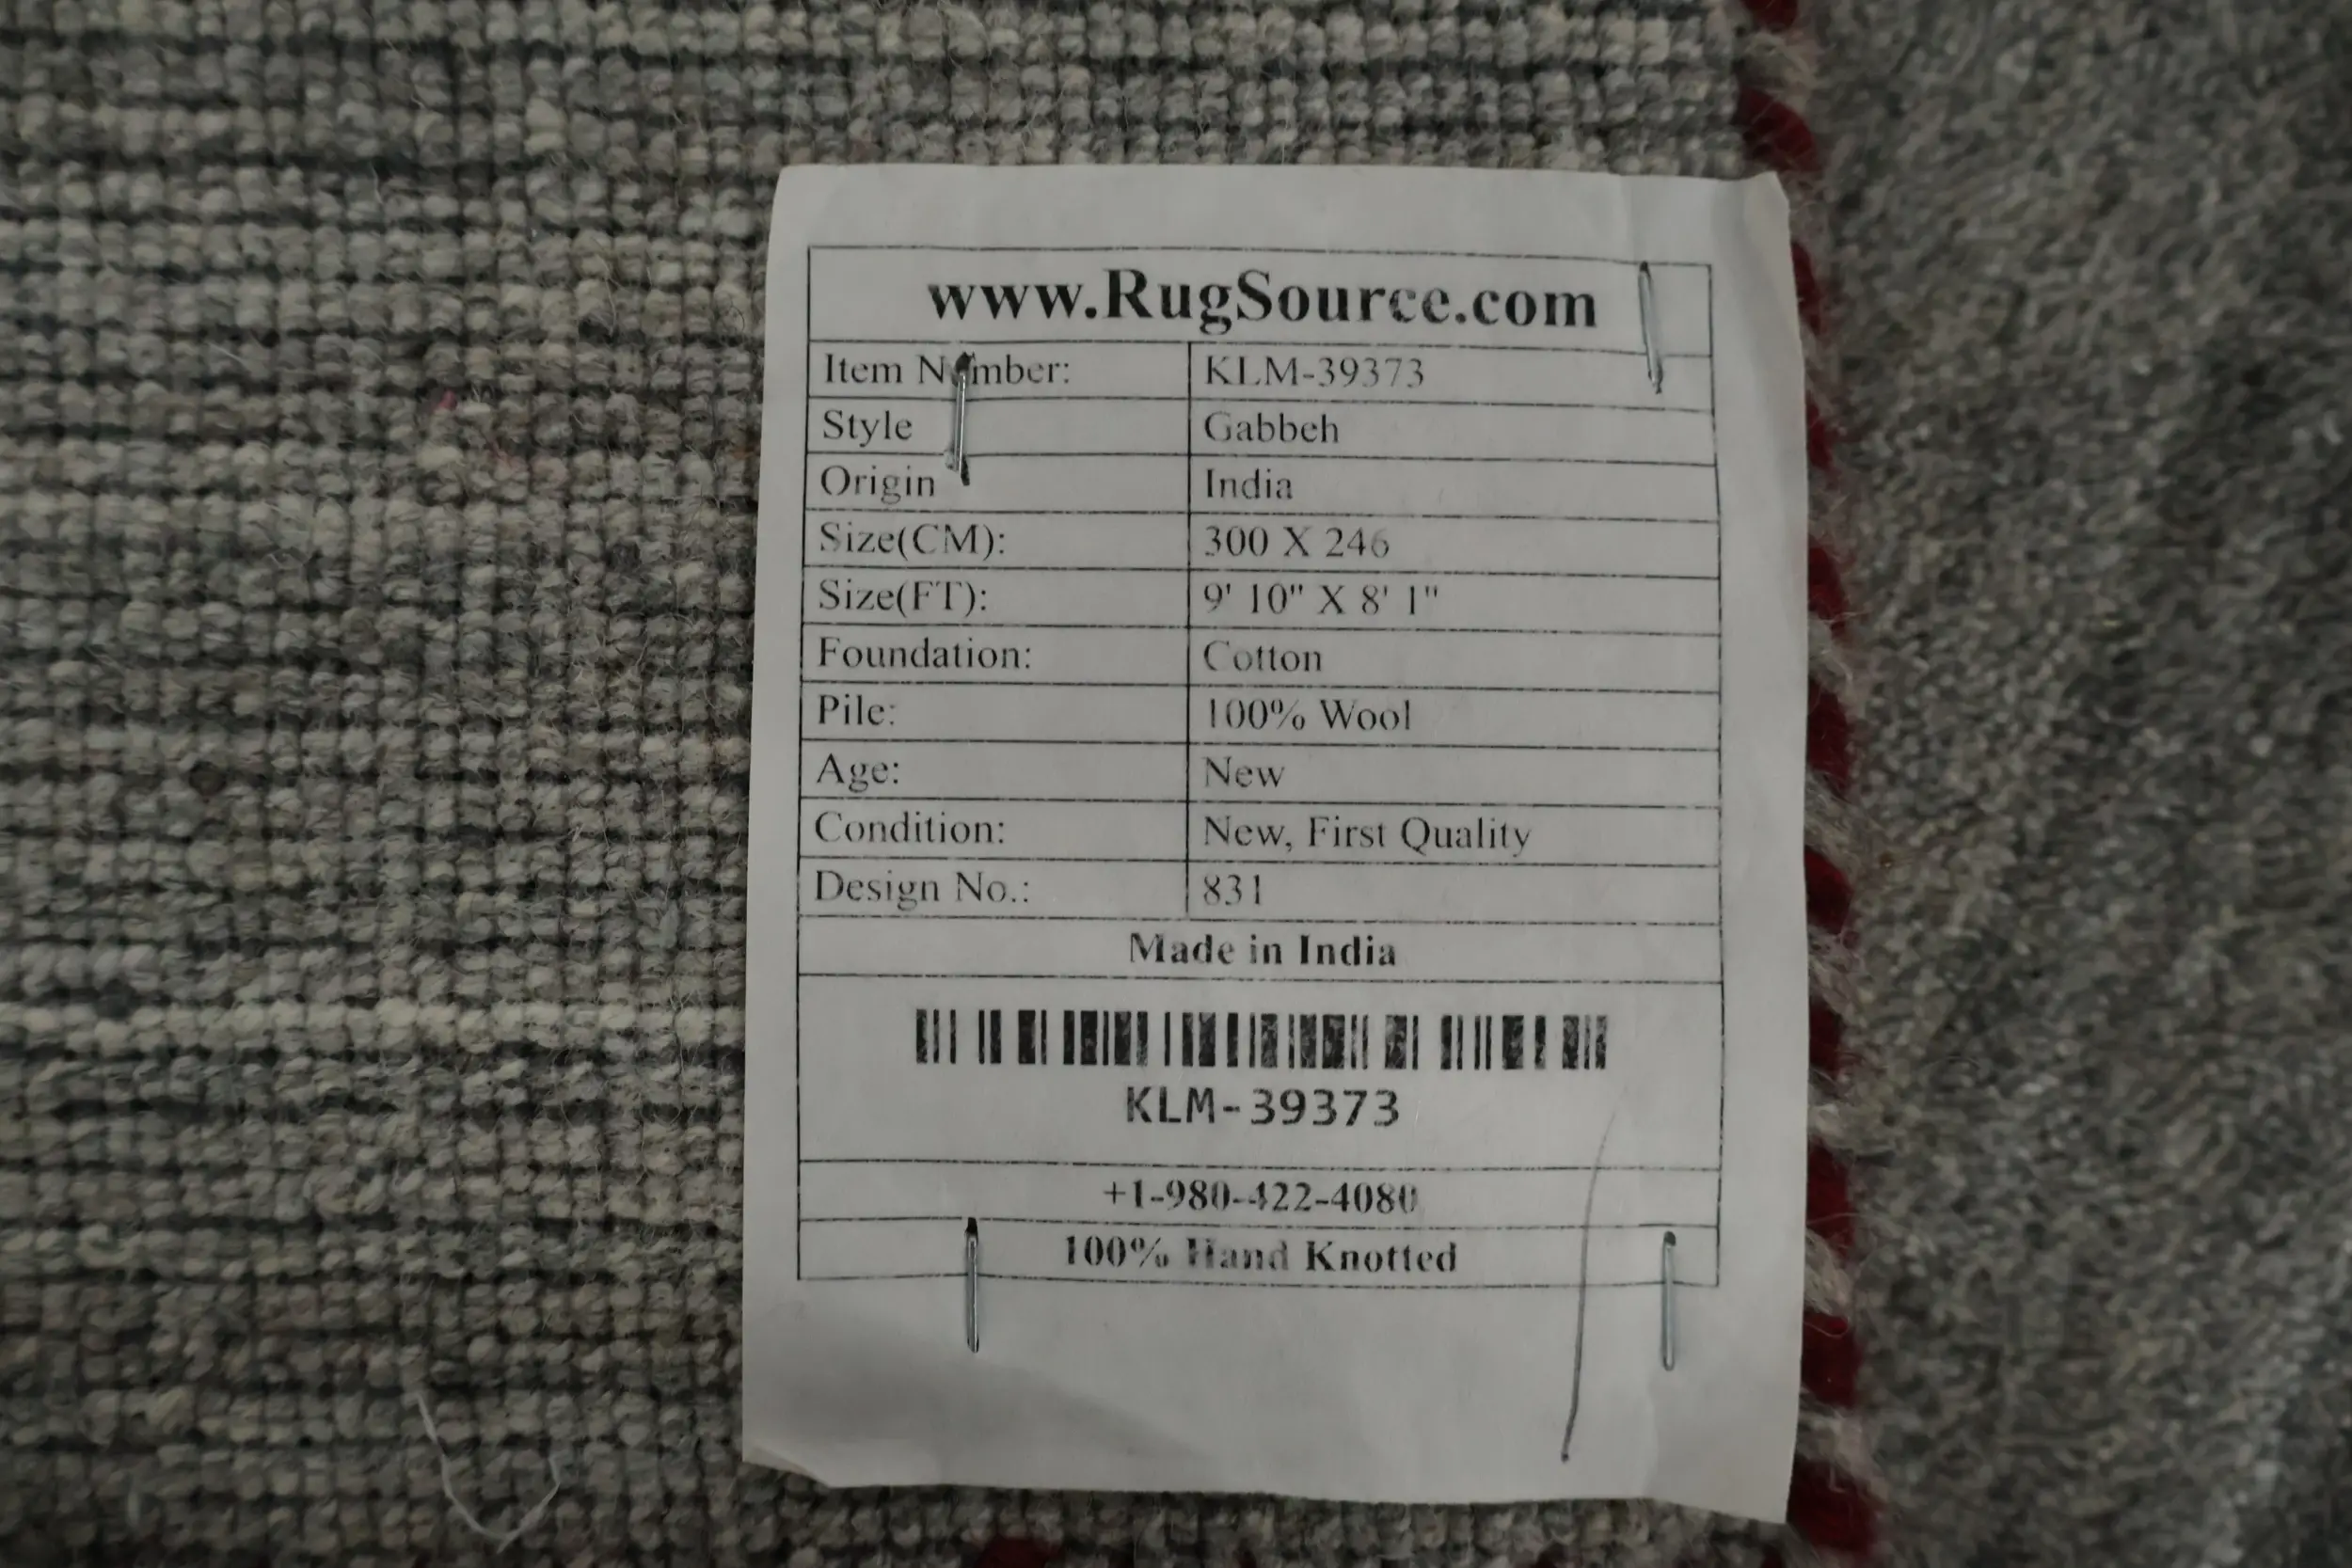 www.RugSource.com
Item Number: KLM-39373
Style Gabbeh
Origin India
Size(CM): 300 X 246
Size(FT): 9' 10" X 8' 1"
Foundation: Cotton
Pile: 100% Wool
Age: New
Condition: New, First Quality
Design No.: 831
Made in India
KLM-39373
+1-980-422-4080
100% Hand Knotted